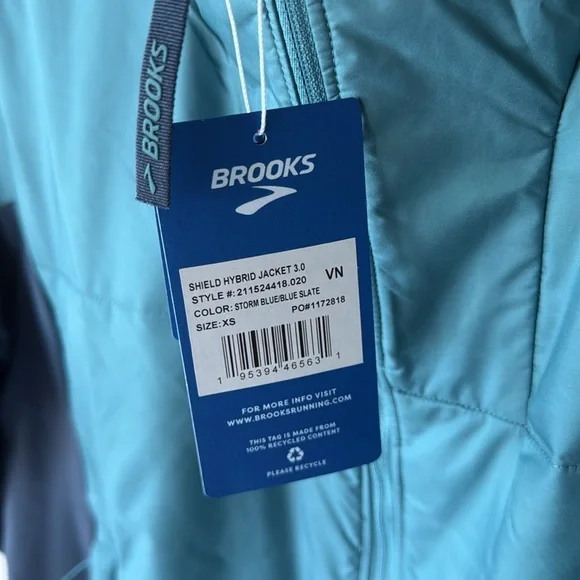 BROOKS
BROOKS
SHIELD HYBRID JACKET 3.0
STYLE #:211524418.020 VN
COLOR: STORM BLUE/BLUE SLATE
SIZE: XS PO#1172818
1 95394 46563 1
FOR MORE INFO VISIT
WWW.BROOKSRUNNING.COM
THIS TAG IS MADE FROM
100% RECYCLED CONTENT
PLEASE RECYCLE